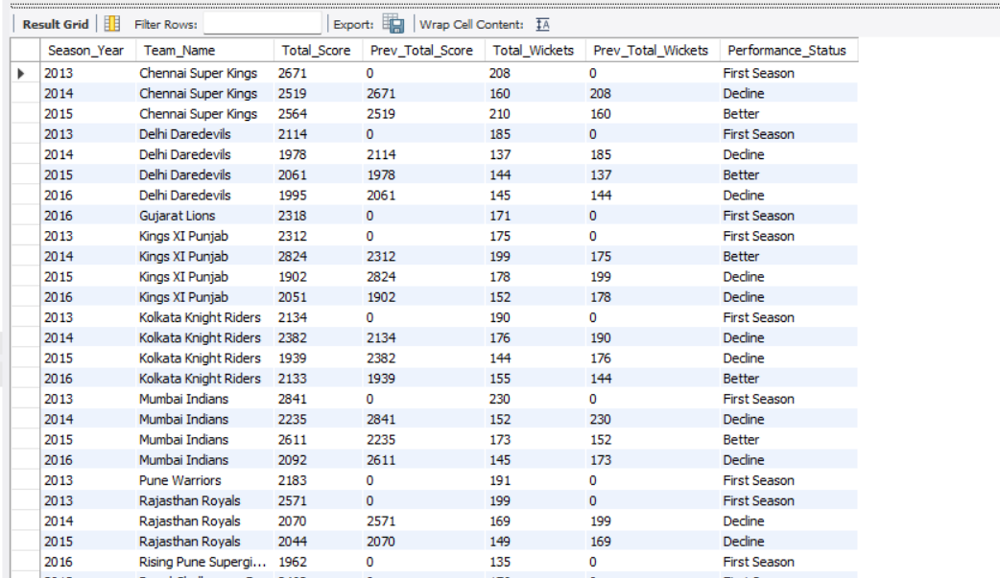 Result Grid Filter Rows: Export: Wrap Cell Content: IA
Season_Year Team_Name Total_Score Prev_Total_Score Total_Wickets Prev_Total_Wickets Performance_Status
2013 Chennai Super Kings 2671 0 208 0 First Season
2014 Chennai Super Kings 2519 2671 160 208 Decline
2015 Chennai Super Kings 2564 2519 210 160 Better
2013 Delhi Daredevils 2114 0 185 0 First Season
2014 Delhi Daredevils 1978 2114 137 185 Decline
2015 Delhi Daredevils 2061 1978 144 137 Better
2016 Delhi Daredevils 1995 2061 145 144 Decline
2016 Gujarat Lions 2318 0 171 0 First Season
2013 Kings XI Punjab 2312 0 175 0 First Season
2014 Kings XI Punjab 2824 2312 199 175 Better
2015 Kings XI Punjab 1902 2824 178 199 Decline
2016 Kings XI Punjab 2051 1902 152 178 Decline
2013 Kolkata Knight Riders 2134 0 190 0 First Season
2014 Kolkata Knight Riders 2382 2134 176 190 Decline
2015 Kolkata Knight Riders 1939 2382 144 176 Decline
2016 Kolkata Knight Riders 2133 1939 155 144 Better
2013 Mumbai Indians 2841 0 230 0 First Season
2014 Mumbai Indians 2235 2841 152 230 Decline
2015 Mumbai Indians 2611 2235 173 152 Better
2016 Mumbai Indians 2092 2611 145 173 Decline
2013 Pune Warriors 2183 0 191 0 First Season
2013 Rajasthan Royals 2571 0 199 0 First Season
2014 Rajasthan Royals 2070 2571 169 199 Decline
2015 Rajasthan Royals 2044 2070 149 169 Decline
2016 Rising Pune Supergi... 1962 0 135 0 First Season